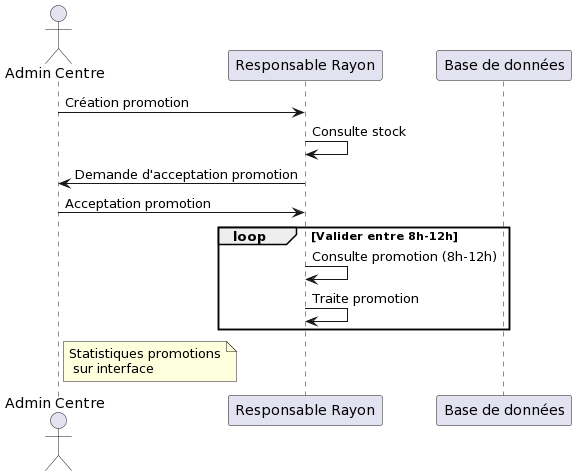 Admin Centre
Responsable Rayon
Base de données
Création promotion
Consulte stock
Demande d'acceptation promotion
Acceptation promotion
loop
[Valider entre 8h-12h]
Consulte promotion (8h-12h)
Traite promotion
Statistiques promotions
sur interface
Admin Centre
Responsable Rayon
Base de données